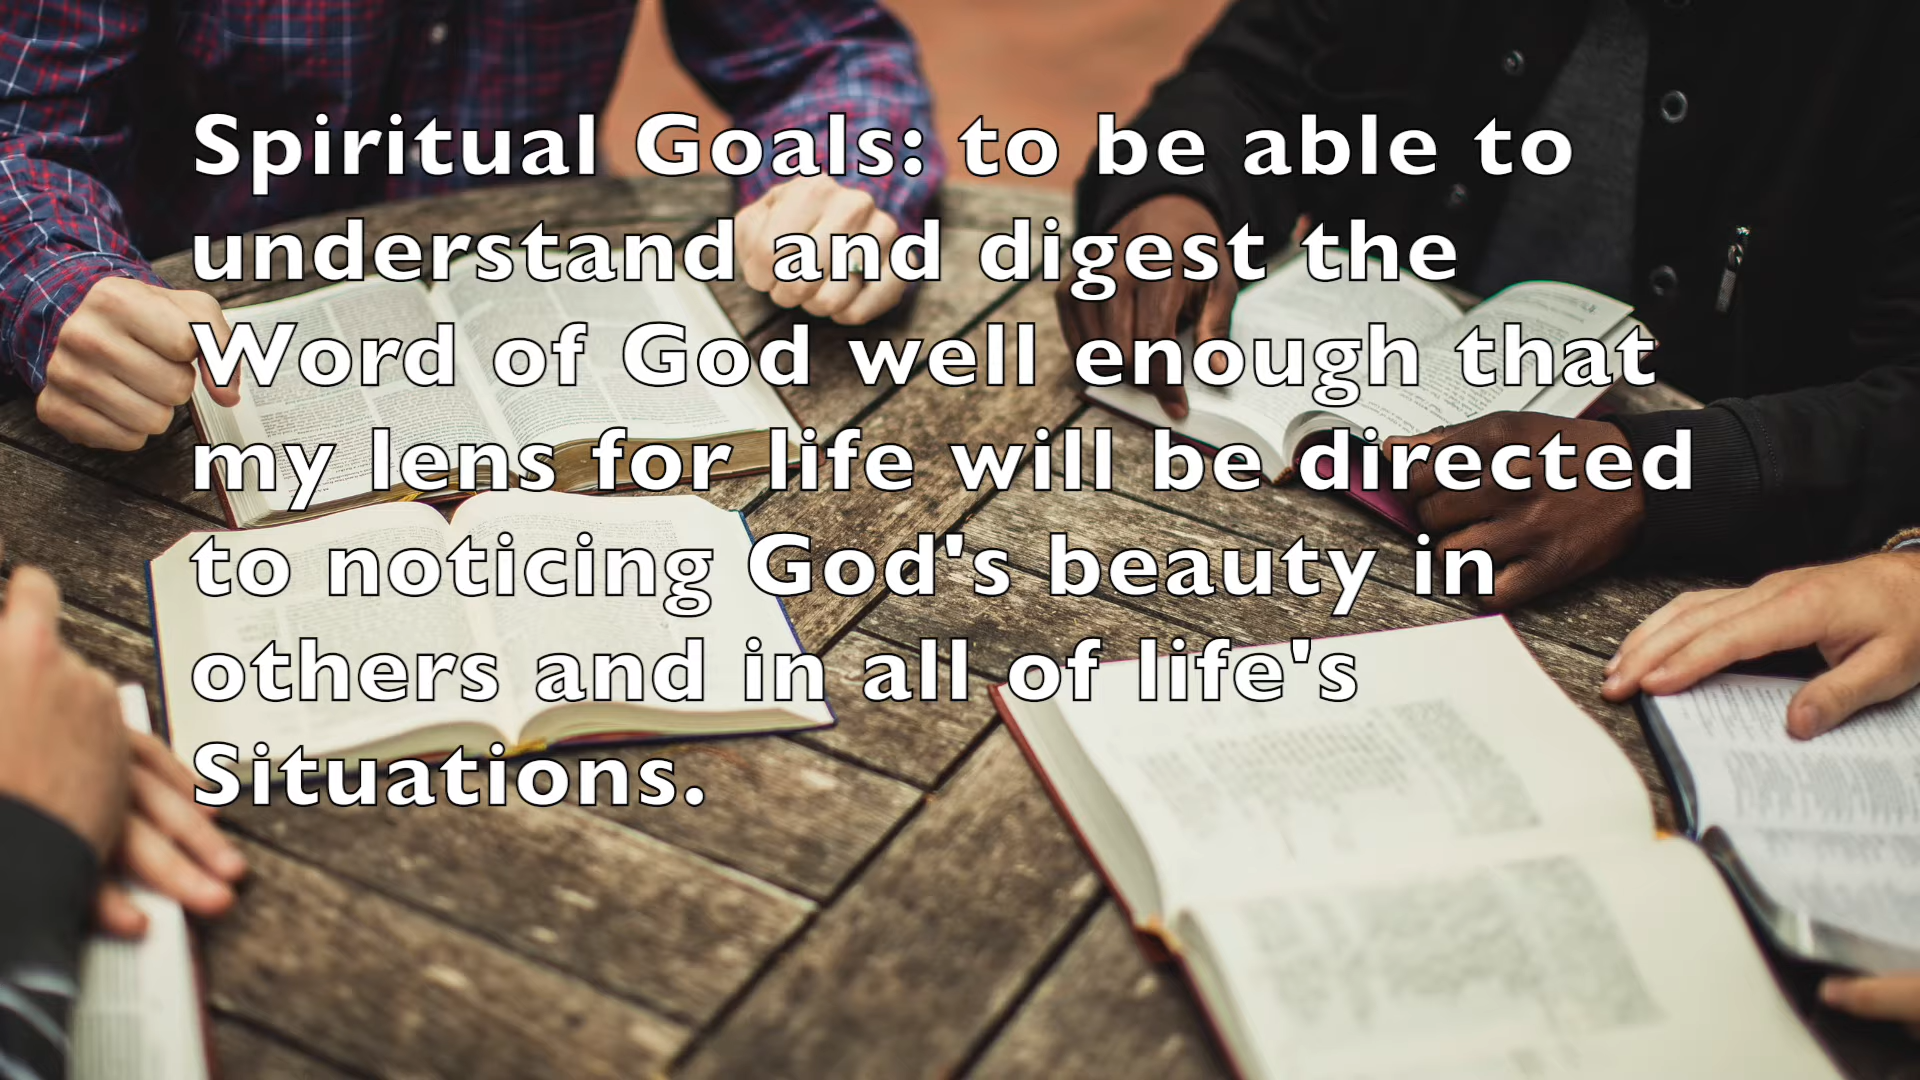 Spiritual Goals: to be able to
understand and digest the
Word of God well enough that
my lens for life will be directed
to noticing God's beauty in
others and in all of life's
Situations.